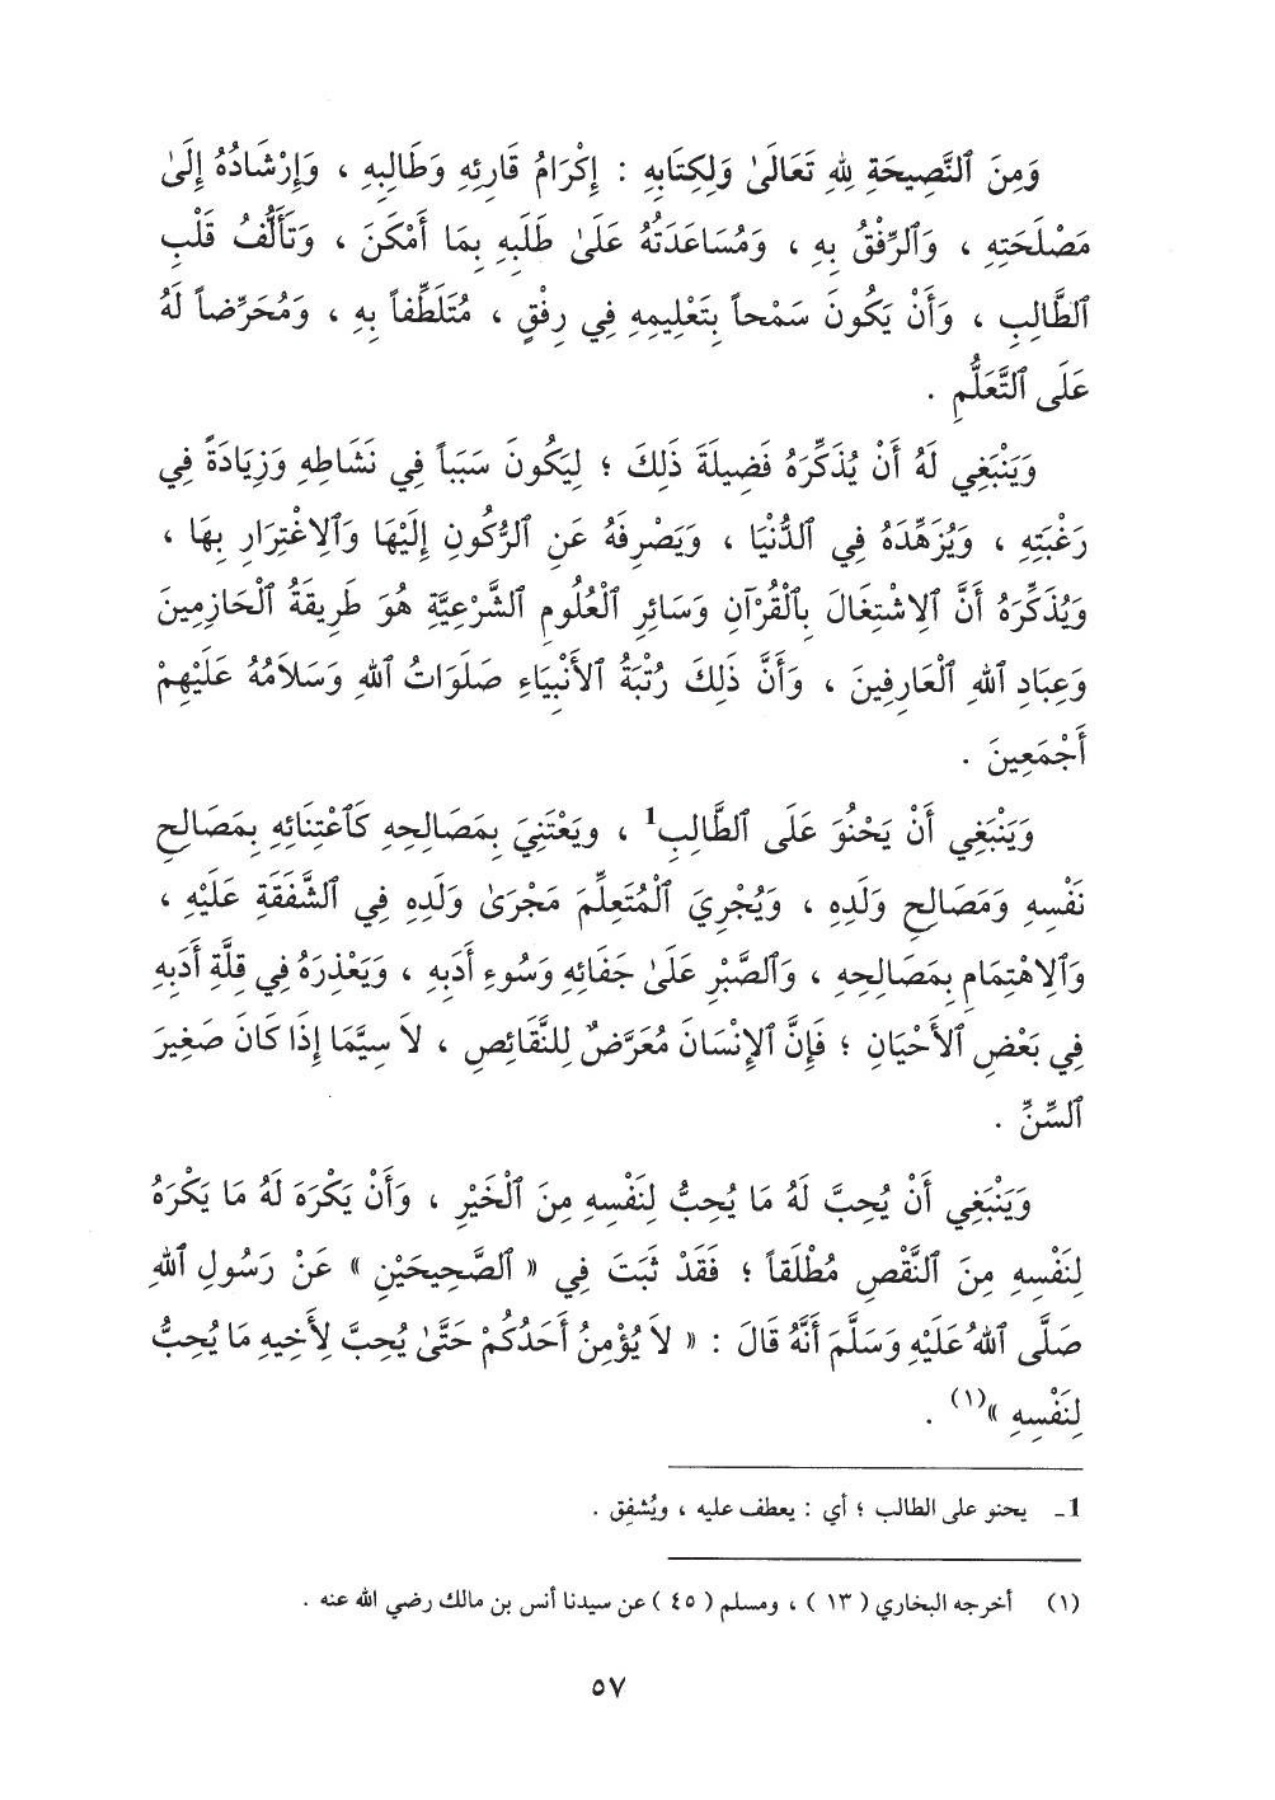 وَمِنَ ٱلنَّصِيحَةِ لِلهِ تَعَالَىٰ وَلِكِتَابِهِ : إِكْرَامُ قَارِئِهِ وَطَالِبِهِ ، وَإِرْشَادُهُ إِلَىٰ
مَصْلَحَتِهِ ، وَٱلرِّفْقُ بِهِ ، وَمُسَاعَدَتُهُ عَلَىٰ طَلَبِهِ بِمَا أَمْكَنَ ، وَتَأَلُّفُ قَلْبِ
ٱلطَّالِبِ ، وَأَنْ يَكُونَ سَمْحاً بِتَعْلِيمِهِ فِي رِفْقٍ ، مُتَلَطِّفاً بِهِ ، وَمُحَرِّضاً لَهُ
عَلَى ٱلتَّعَلُّمِ .
وَيَنْبَغِي لَهُ أَنْ يُذَكِّرَهُ فَضِيلَةَ ذَلِكَ ؛ لِيَكُونَ سَبَباً فِي نَشَاطِهِ وَزِيَادَةً فِي
رَغْبَتِهِ ، وَيُزَهِّدَهُ فِي ٱلدُّنْيَا ، وَيَصْرِفَهُ عَنِ ٱلرُّكُونِ إِلَيْهَا وَٱلِاغْتِرَارِ بِهَا ،
وَيُذَكِّرَهُ أَنَّ ٱلِاشْتِغَالَ بِٱلْقُرْآنِ وَسَائِرِ ٱلْعُلُومِ ٱلشَّرْعِيَّةِ هُوَ طَرِيقَةُ ٱلْحَازِمِينَ
وَعِبَادِ ٱللهِ ٱلْعَارِفِينَ ، وَأَنَّ ذَلِكَ رُتْبَةُ ٱلأَنْبِيَاءِ صَلَوَاتُ ٱللهِ وَسَلَامُهُ عَلَيْهِمْ
أَجْمَعِينَ .
وَيَنْبَغِي أَنْ يَحْنُوَ عَلَى ٱلطَّالِبِ1 ، ويَعْتَنِيَ بِمَصَالِحِهِ كَٱعْتِنَائِهِ بِمَصَالِحِ
نَفْسِهِ وَمَصَالِحِ وَلَدِهِ ، وَيُجْرِيَ ٱلْمُتَعِلِّمَ مَجْرَىٰ وَلَدِهِ فِي ٱلشَّفَقَةِ عَلَيْهِ ،
وَٱلِاهْتِمَامِ بِمَصَالِحِهِ ، وَٱلصَّبْرِ عَلَىٰ جَفَائِهِ وَسُوءِ أَدَبِهِ ، وَيَعْذِرَهُ فِي قِلَّةِ أَدَبِهِ
فِي بَعْضِ ٱلأَحْيَانِ ؛ فَإِنَّ ٱلإِنْسَانَ مُعَرَّضٌ لِلنَّقَائِصِ ، لاَ سِيَّمَا إِذَا كَانَ صَغِيرَ
ٱلسِّنِّ .
وَيَنْبَغِي أَنْ يُحِبَّ لَهُ مَا يُحِبُّ لِنَفْسِهِ مِنَ ٱلْخَيْرِ ، وَأَنْ يَكْرَهَ لَهُ مَا يَكْرَهُ
لِنَفْسِهِ مِنَ ٱلنَّقْصِ مُطْلَقاً ؛ فَقَدْ ثَبَتَ فِي « ٱلصَّحِيحَيْنِ » عَنْ رَسُولِ ٱللهِ
صَلَّى ٱللهُ عَلَيْهِ وَسَلَّمَ أَنَّهُ قَالَ : « لاَ يُؤْمِنُ أَحَدُكُمْ حَتَّىٰ يُحِبَّ لِأَخِيهِ مَا يُحِبُّ
لِنَفْسِهِ »(١) .
1ـ يحنو على الطالب ؛ أي : يعطف عليه ، ويُشفِق .
(١) أخرجه البخاري ( ١٣ ) ، ومسلم ( ٤٥ ) عن سيدنا أنس بن مالك رضي الله عنه .
٥٧